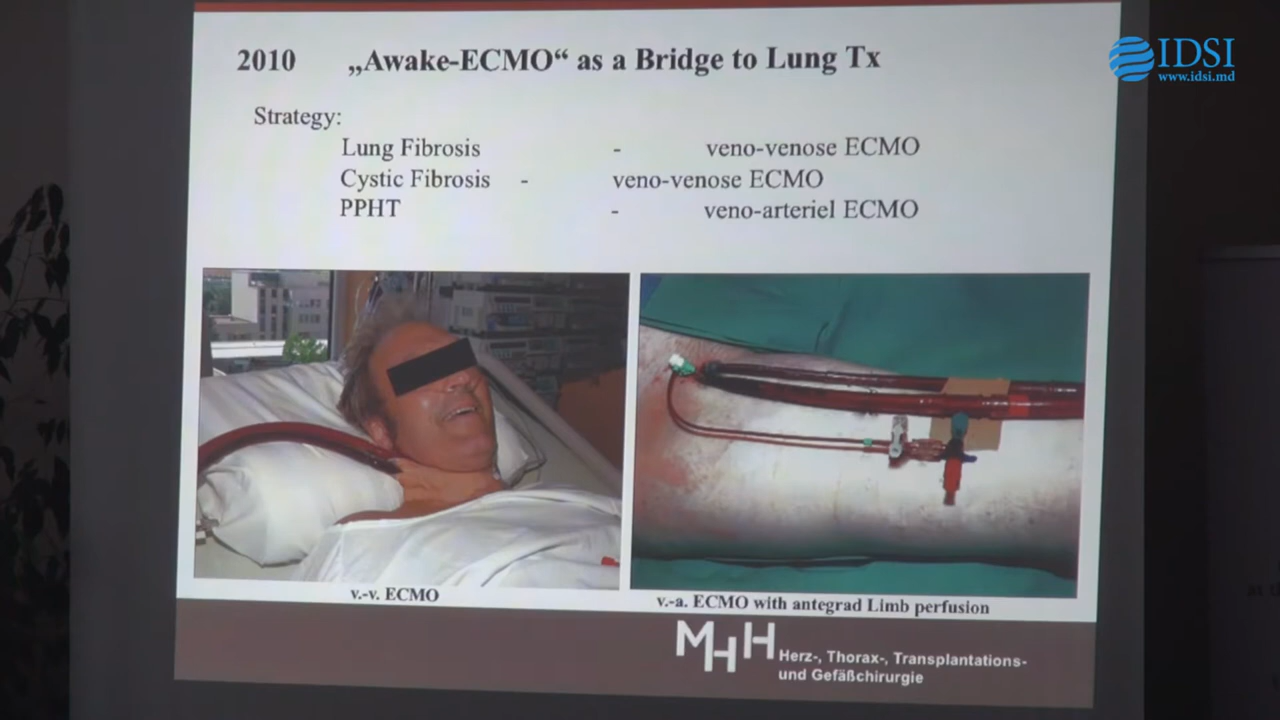 2010 „Awake-ECMO“ as a Bridge to Lung Tx
IDSI
www.idsi.md
Strategy:
Lung Fibrosis - veno-venose ECMO
Cystic Fibrosis - veno-venose ECMO
PPHT - veno-arteriel ECMO
v.-v. ECMO
v.-a. ECMO with antegrad Limb perfusion
MHH
Herz-, Thorax-, Transplantations-
und Gefäßchirurgie